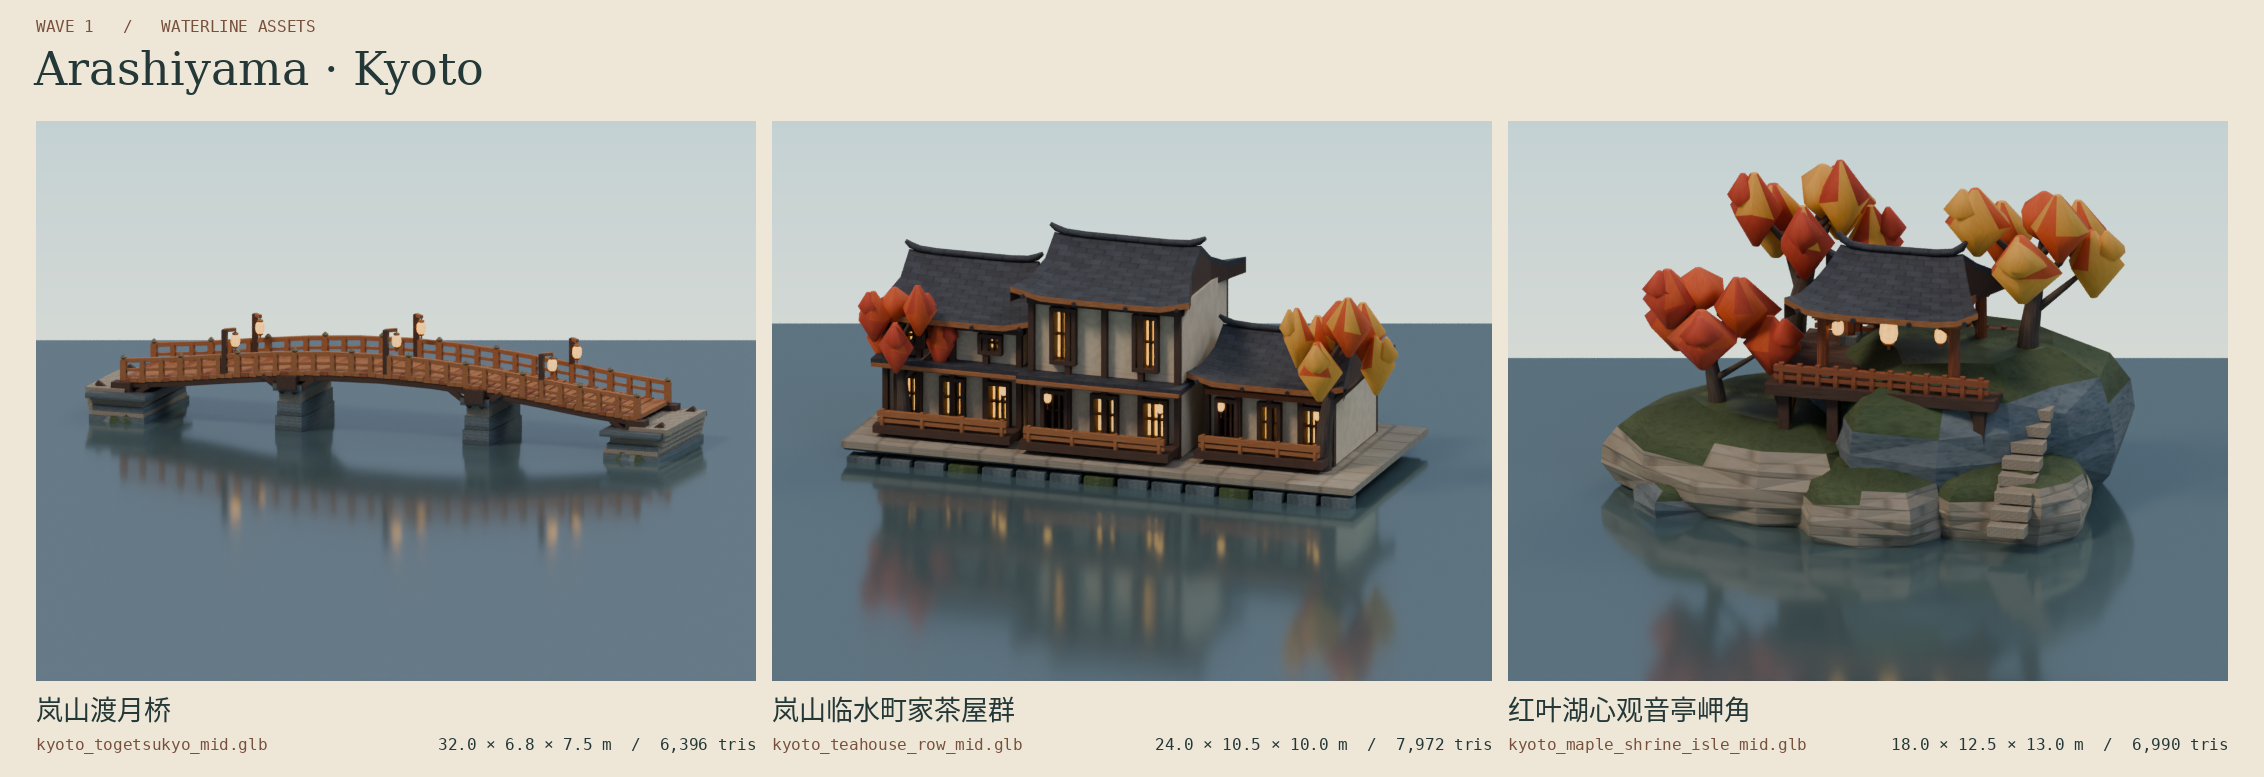 WAVE 1 / WATERLINE ASSETS
Arashiyama · Kyoto
岚山渡月桥
kyoto_togetsukyo_mid.glb 32.0 × 6.8 × 7.5 m / 6,396 tris
岚山临水町家茶屋群
kyoto_teahouse_row_mid.glb 24.0 × 10.5 × 10.0 m / 7,972 tris
红叶湖心观音亭岬角
kyoto_maple_shrine_isle_mid.glb 18.0 × 12.5 × 13.0 m / 6,990 tris